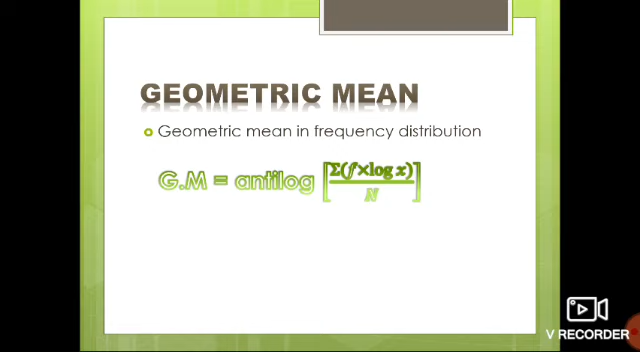 GEOMETRIC MEAN
Geometric mean in frequency distribution
G.M = antilog [Σ(f×log x)/N]
V RECORDER